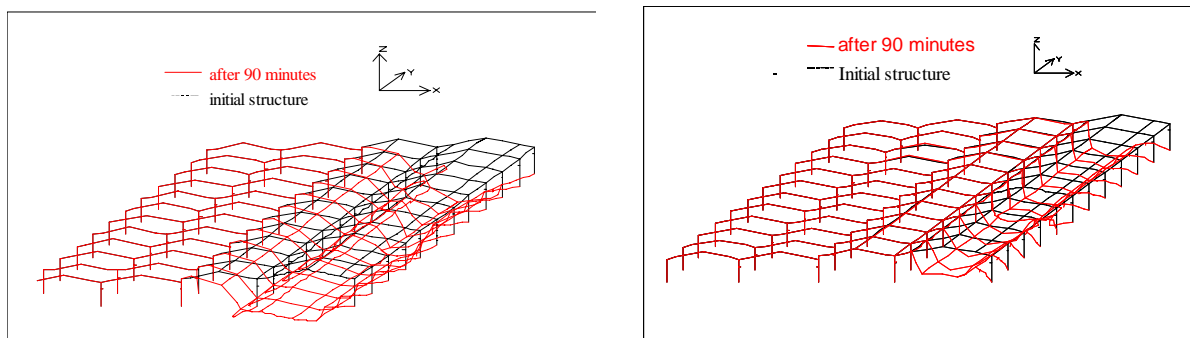 after 90 minutes
initial structure
Z
Y
X
after 90 minutes
Initial structure
Z
Y
X